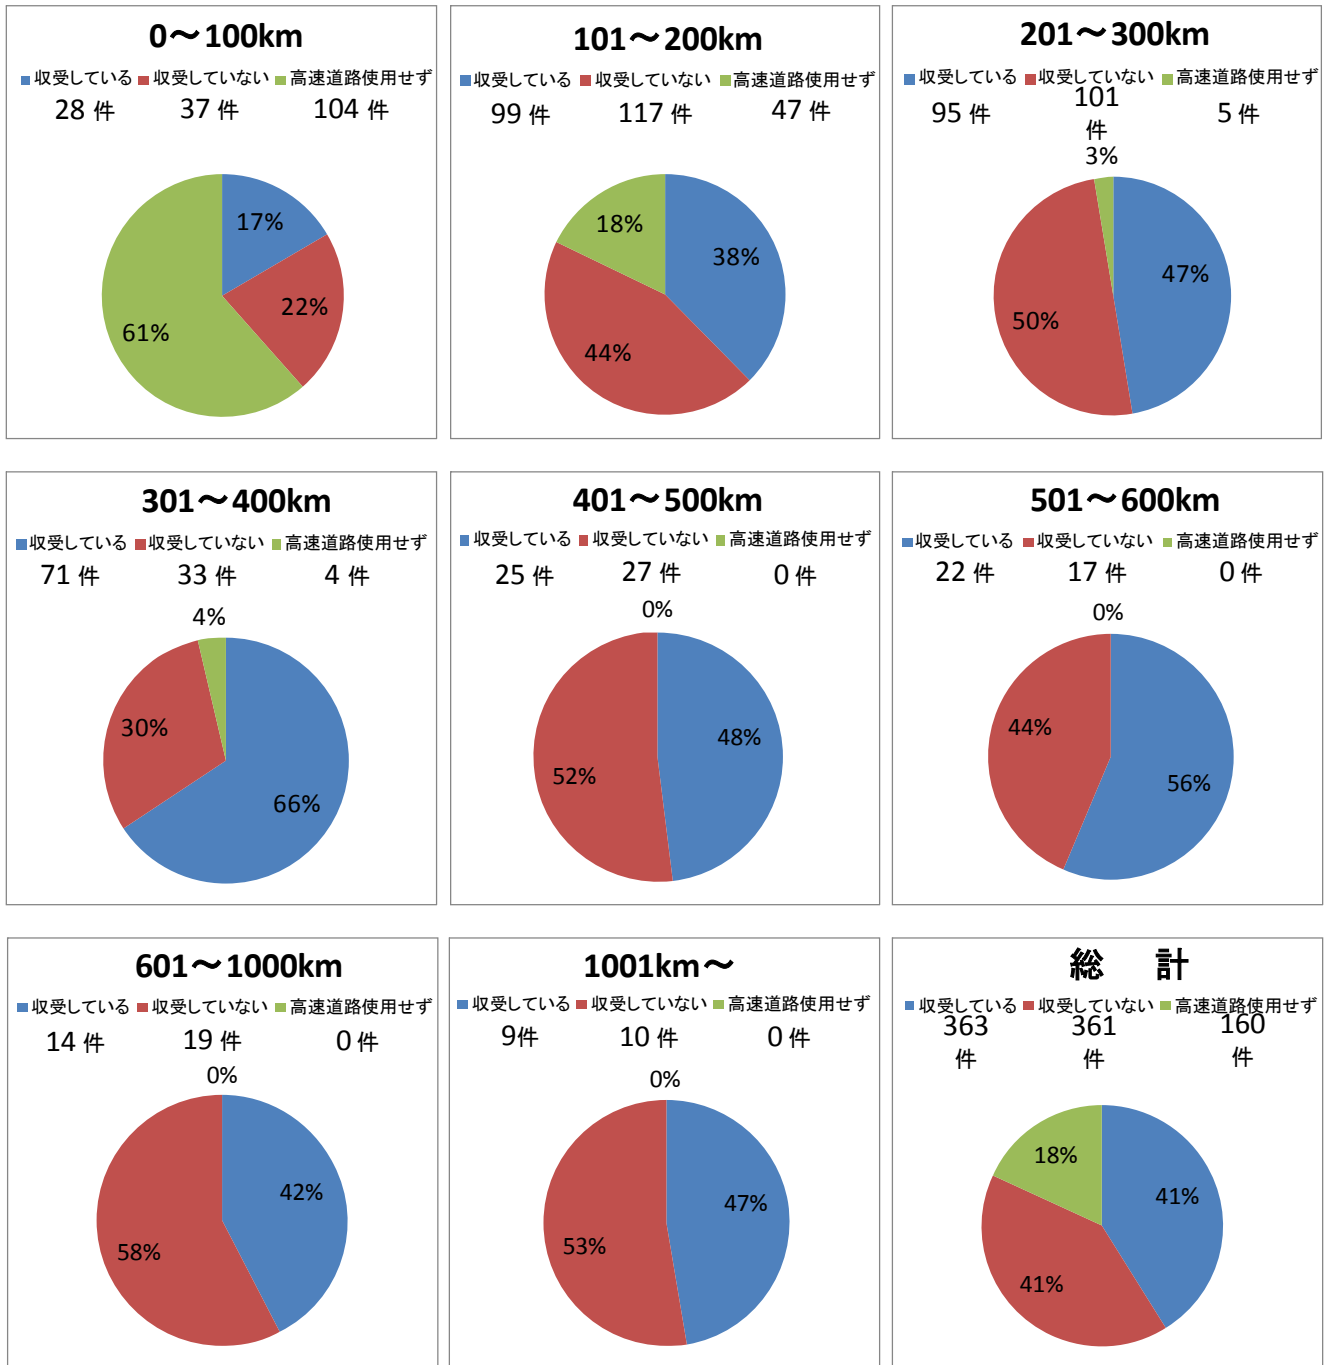 0～100km
収受している 収受していない 高速道路使用せず
28 件 37 件 104 件
17%
22%
61%
101～200km
収受している 収受していない 高速道路使用せず
99 件 117 件 47 件
18%
38%
44%
201～300km
収受している 収受していない 高速道路使用せず
95 件 101 件 5 件
3%
47%
50%
301～400km
収受している 収受していない 高速道路使用せず
71 件 33 件 4 件
4%
30%
66%
401～500km
収受している 収受していない 高速道路使用せず
25 件 27 件 0 件
0%
48%
52%
501～600km
収受している 収受していない 高速道路使用せず
22 件 17 件 0 件
0%
44%
56%
601～1000km
収受している 収受していない 高速道路使用せず
14 件 19 件 0 件
0%
42%
58%
1001km～
収受している 収受していない 高速道路使用せず
9件 10 件 0 件
0%
47%
53%
総 計
収受している 収受していない 高速道路使用せず
363 361 160
件 件 件
18%
41%
41%